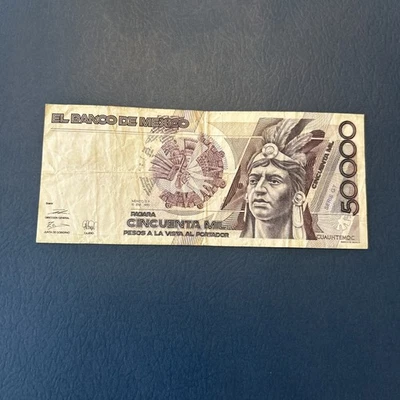 EL BANCO DE MEXICO
PAGARA
CINCUENTA MIL
PESOS A LA VISTA AL PORTADOR
CINCUENTA MIL
50000
CUAUHTEMOC